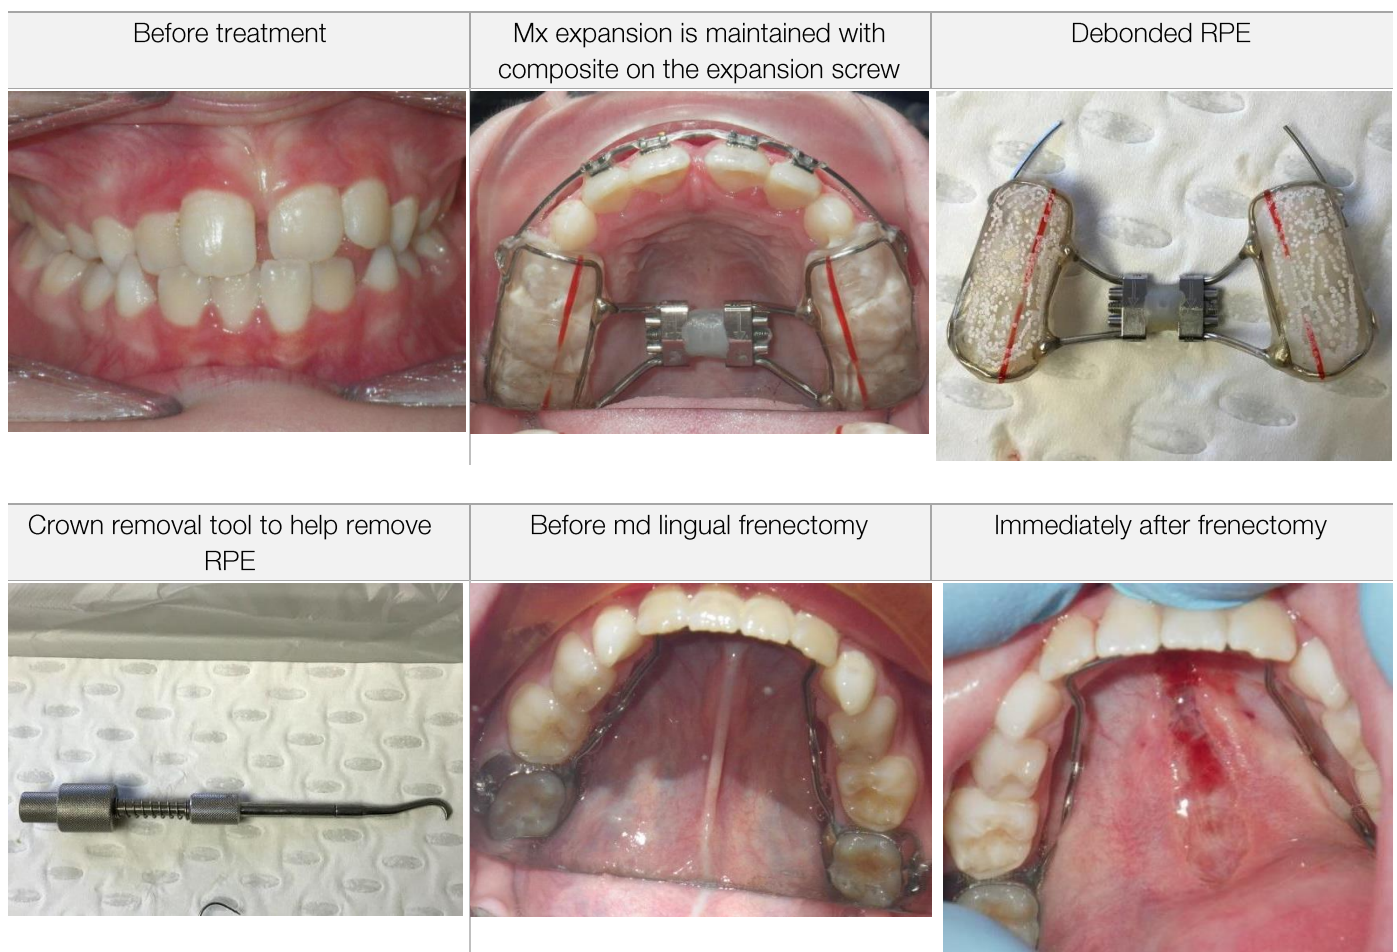 Before treatment
Mx expansion is maintained with
composite on the expansion screw
Debonded RPE
Crown removal tool to help remove
RPE
Before md lingual frenectomy
Immediately after frenectomy